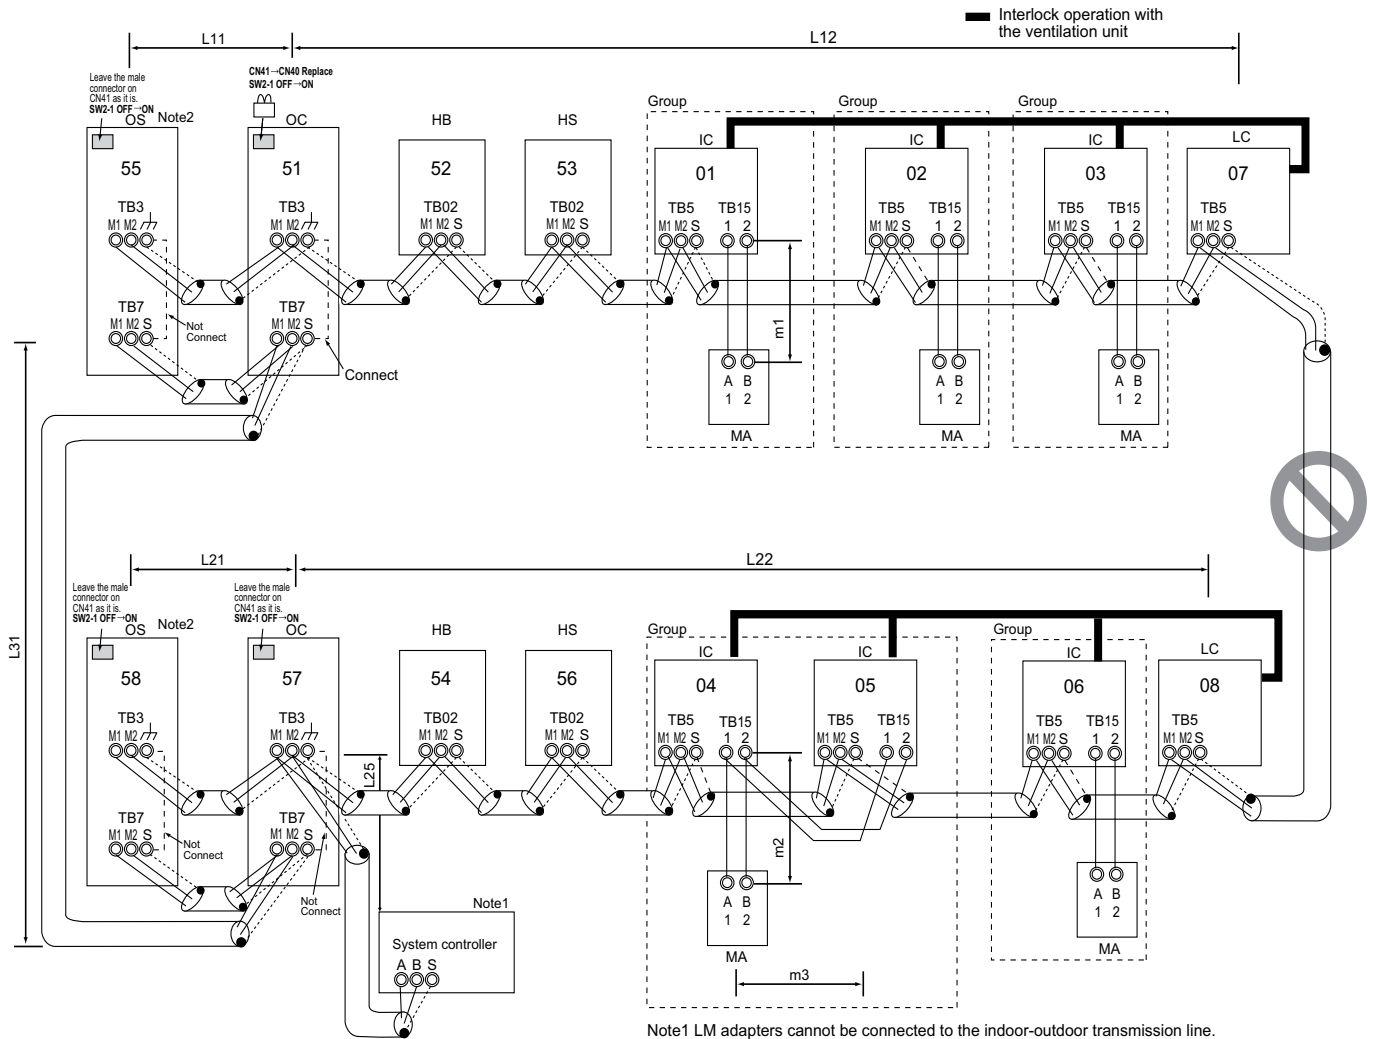 Interlock operation with
the ventilation unit
L11
L12
Leave the male
connector on
CN41 as it is.
SW2-1 OFF→ON
CN41→CN40 Replace
SW2-1 OFF→ON
OS
Note2
OC
HB
HS
Group
Group
Group
IC
IC
IC
LC
55
51
52
53
01
02
03
07
TB3
TB3
TB02
TB02
TB5
TB15
TB5
TB15
TB5
TB15
TB5
M1 M2
M1 M2
M1 M2 S
M1 M2 S
M1 M2 S
1 2
M1 M2 S
1 2
M1 M2 S
1 2
M1 M2 S
TB7
TB7
M1 M2 S
M1 M2 S
Not
Connect
Connect
m1
A B
1 2
MA
A B
1 2
MA
A B
1 2
MA
L31
L21
L22
Leave the male
connector on
CN41 as it is.
SW2-1 OFF→ON
Leave the male
connector on
CN41 as it is.
SW2-1 OFF→ON
OS
Note2
OC
HB
HS
Group
Group
IC
IC
IC
LC
58
57
54
56
04
05
06
08
TB3
TB3
TB02
TB02
TB5
TB15
TB5
TB15
TB5
TB15
TB5
M1 M2
M1 M2
M1 M2 S
M1 M2 S
M1 M2 S
1 2
M1 M2 S
1 2
M1 M2 S
1 2
M1 M2 S
L25
TB7
TB7
M1 M2 S
M1 M2 S
Not
Connect
Not
Connect
m2
A B
1 2
MA
A B
1 2
MA
Note1
System controller
A B S
m3
Note1 LM adapters cannot be connected to the indoor-outdoor transmission line.